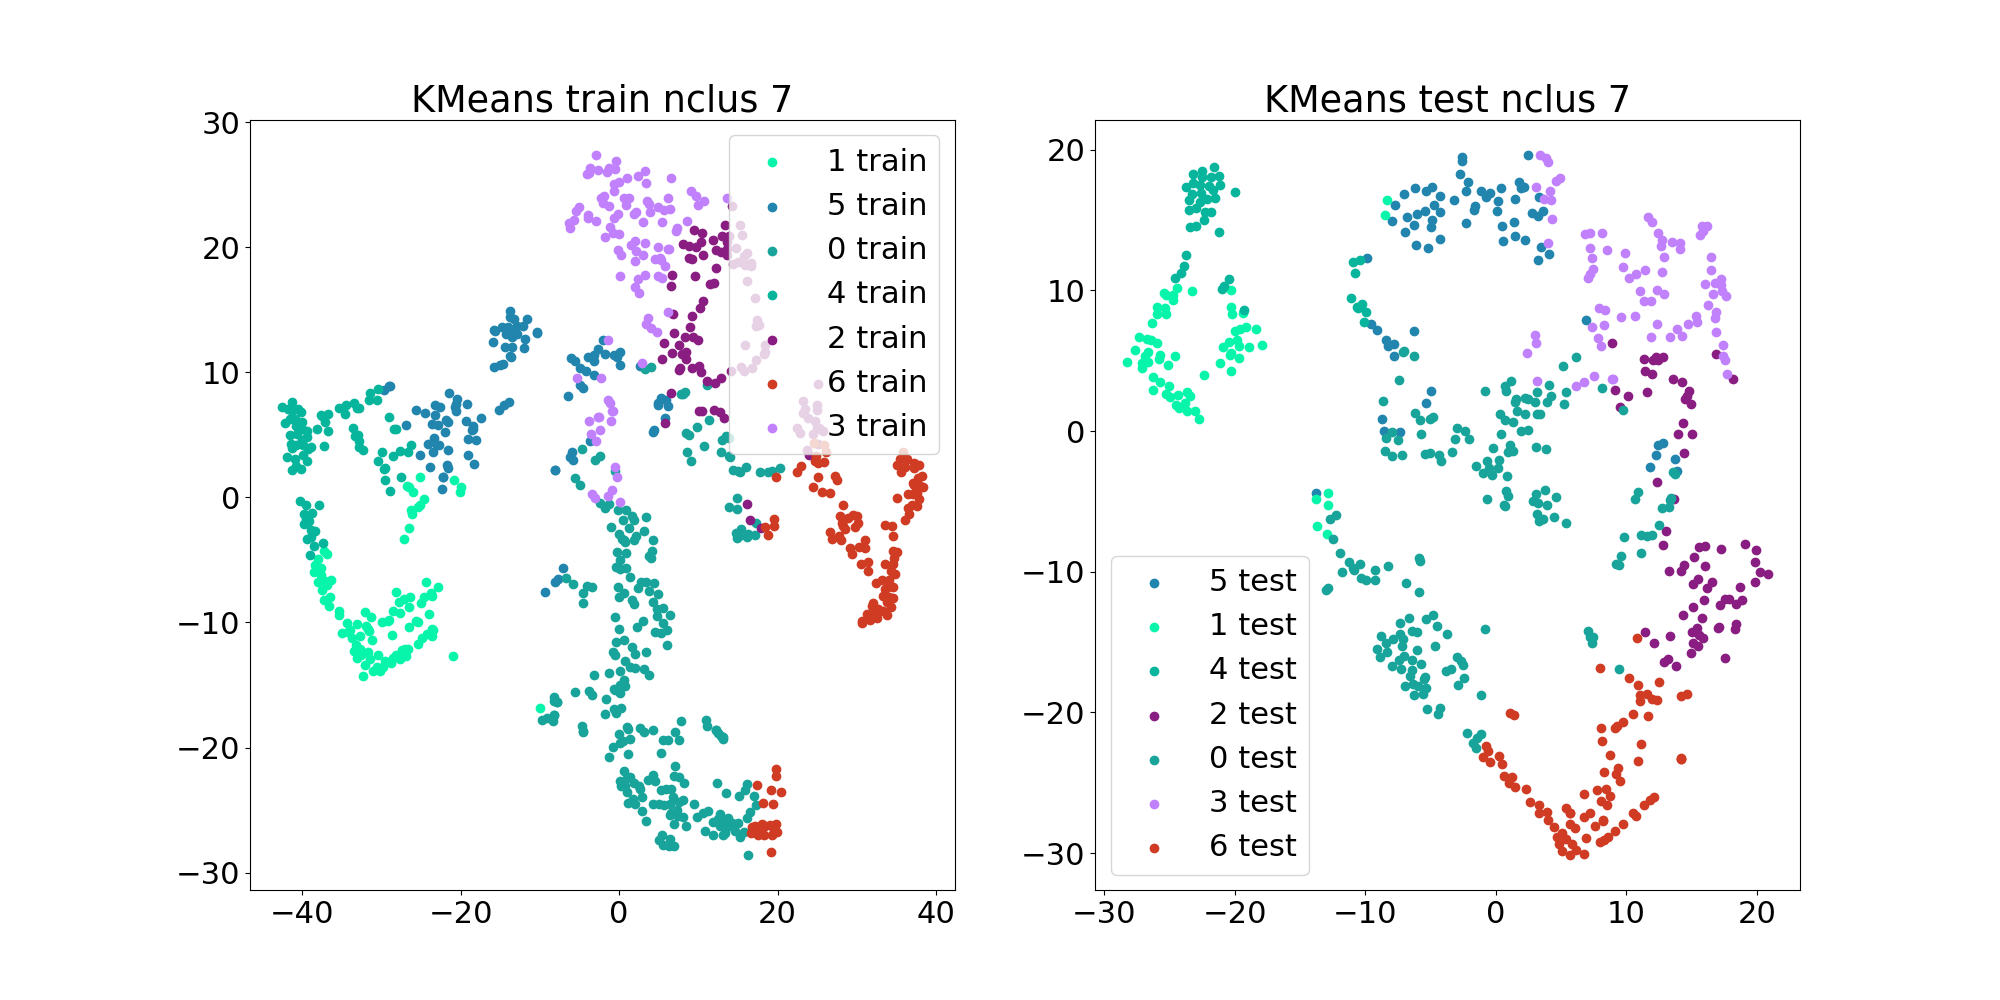 KMeans train nclus 7
30
20
10
0
−10
−20
−30
−40
−20
0
20
40
1 train
5 train
0 train
4 train
2 train
6 train
3 train
KMeans test nclus 7
20
10
0
−10
−20
−30
−30
−20
−10
0
10
20
5 test
1 test
4 test
2 test
0 test
3 test
6 test